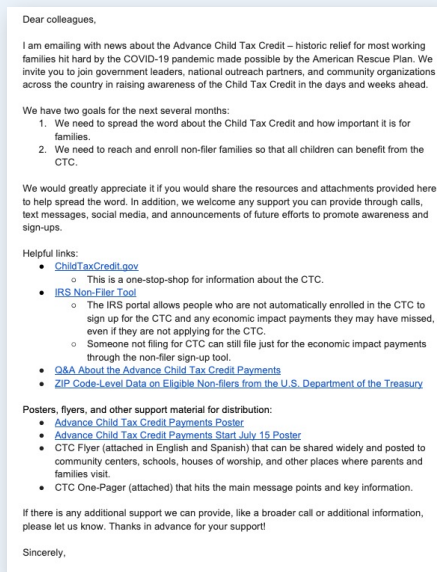 Dear colleagues,
I am emailing with news about the Advance Child Tax Credit – historic relief for most working
families hit hard by the COVID-19 pandemic made possible by the American Rescue Plan. We
invite you to join government leaders, national outreach partners, and community organizations
across the country in raising awareness of the Child Tax Credit in the days and weeks ahead.
We have two goals for the next several months:
1. We need to spread the word about the Child Tax Credit and how important it is for
families.
2. We need to reach and enroll non-filer families so that all children can benefit from the
CTC.
We would greatly appreciate it if you would share the resources and attachments provided here
to help spread the word. In addition, we welcome any support you can provide through calls,
text messages, social media, and announcements of future efforts to promote awareness and
sign-ups.
Helpful links:
● ChildTaxCredit.gov
○ This is a one-stop-shop for information about the CTC.
● IRS Non-Filer Tool
○ The IRS portal allows people who are not automatically enrolled in the CTC to
sign up for the CTC and any economic impact payments they may have missed,
even if they are not applying for the CTC.
○ Someone not filing for CTC can still file just for the economic impact payments
through the non-filer sign-up tool.
● Q&A About the Advance Child Tax Credit Payments
● ZIP Code-Level Data on Eligible Non-filers from the U.S. Department of the Treasury
Posters, flyers, and other support material for distribution:
● Advance Child Tax Credit Payments Poster
● Advance Child Tax Credit Payments Start July 15 Poster
● CTC Flyer (attached in English and Spanish) that can be shared widely and posted to
community centers, schools, houses of worship, and other places where parents and
families visit.
● CTC One-Pager (attached) that hits the main message points and key information.
If there is any additional support we can provide, like a broader call or additional information,
please let us know. Thanks in advance for your support!
Sincerely,